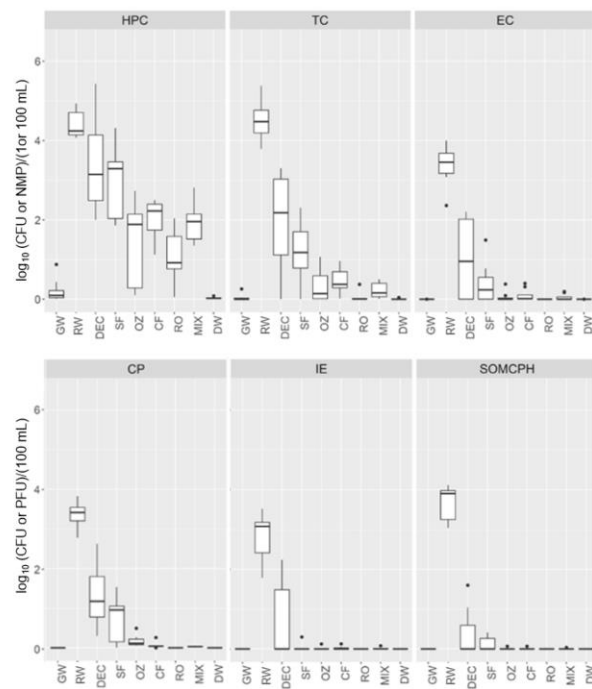 HPC TC EC
log₁₀ (CFU or NMP)/(1or 100 mL)
6
4
2
0
GW RW DEC SF OZ CF RO MIX DW GW RW DEC SF OZ CF RO MIX DW GW RW DEC SF OZ CF RO MIX DW
CP IE SOMCPH
log₁₀ (CFU or PFU)/(100 mL)
6
4
2
0
GW RW DEC SF OZ CF RO MIX DW GW RW DEC SF OZ CF RO MIX DW GW RW DEC SF OZ CF RO MIX DW